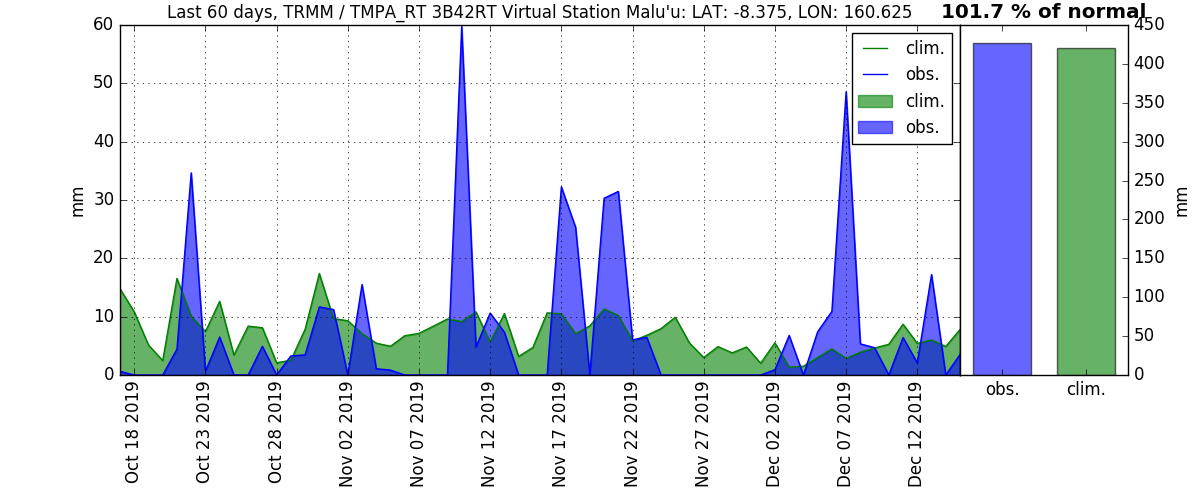 Last 60 days, TRMM / TMPA_RT 3B42RT Virtual Station Malu'u: LAT: -8.375, LON: 160.625
101.7 % of normal
60
50
40
30
20
10
0
mm
clim.
obs.
clim.
obs.
450
400
350
300
250
200
150
100
50
0
mm
obs.
clim.
Oct 18 2019
Oct 23 2019
Oct 28 2019
Nov 02 2019
Nov 07 2019
Nov 12 2019
Nov 17 2019
Nov 22 2019
Nov 27 2019
Dec 02 2019
Dec 07 2019
Dec 12 2019